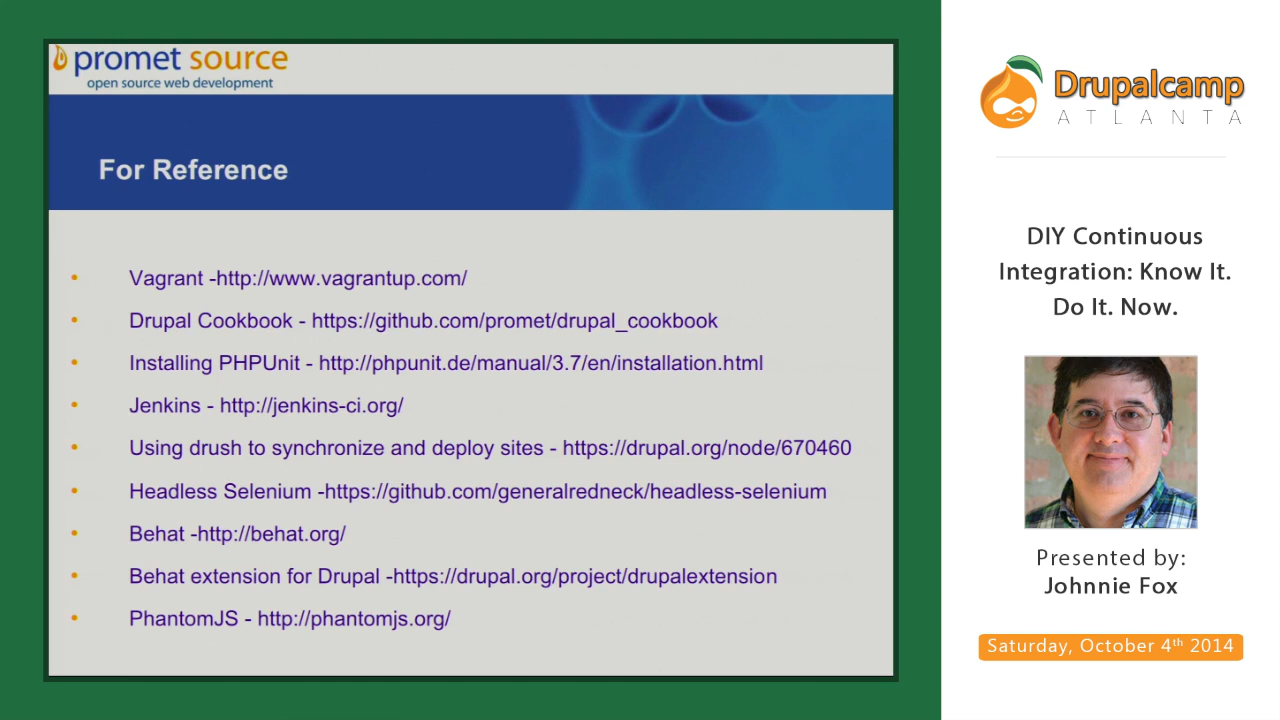 promet source
open source web development
For Reference
• Vagrant -http://www.vagrantup.com/
• Drupal Cookbook - https://github.com/promet/drupal_cookbook
• Installing PHPUnit - http://phpunit.de/manual/3.7/en/installation.html
• Jenkins - http://jenkins-ci.org/
• Using drush to synchronize and deploy sites - https://drupal.org/node/670460
• Headless Selenium -https://github.com/generalredneck/headless-selenium
• Behat -http://behat.org/
• Behat extension for Drupal -https://drupal.org/project/drupalextension
• PhantomJS - http://phantomjs.org/
Drupalcamp
ATLANTA
DIY Continuous
Integration: Know It.
Do It. Now.
Presented by:
Johnnie Fox
Saturday, October 4th 2014